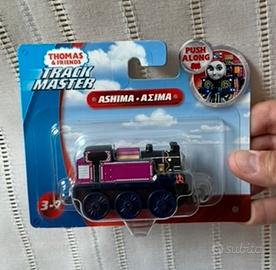 THOMAS
& FRIENDS
TRACK
MASTER
PUSH
ALONG
ASHIMA • ΑΣΙΜΑ
3+
subito